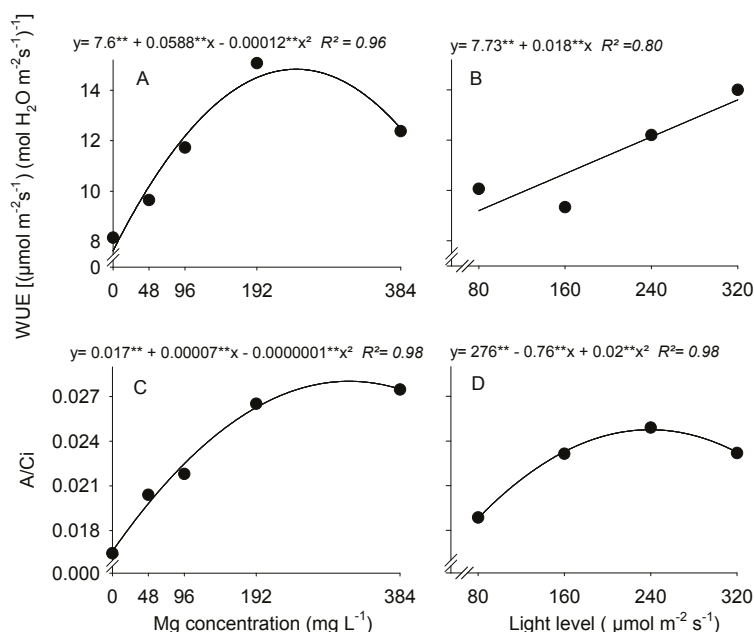 y= 7.6** + 0.0588**x - 0.00012**x² R² = 0.96
y= 7.73** + 0.018**x R² =0.80
WUE [(µmol m⁻²s⁻¹) (mol H₂O m⁻²s⁻¹)⁻¹]
A
14
12
10
8
0
0 48 96 192 384
B
80 160 240 320
y= 0.017** + 0.00007**x - 0.0000001**x² R²= 0.98
y= 276** - 0.76**x + 0.02**x² R²= 0.98
A/Ci
C
0.027
0.024
0.021
0.018
0.000
0 48 96 192 384
Mg concentration (mg L⁻¹)
D
80 160 240 320
Light level ( µmol m⁻² s⁻¹)